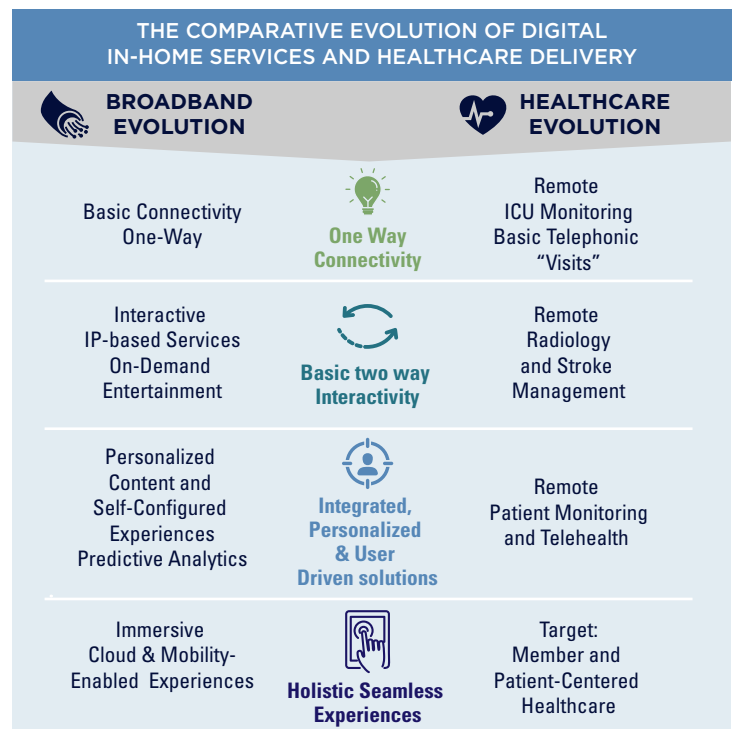 THE COMPARATIVE EVOLUTION OF DIGITAL
IN-HOME SERVICES AND HEALTHCARE DELIVERY
BROADBAND
EVOLUTION
HEALTHCARE
EVOLUTION
Basic Connectivity
One-Way
One Way
Connectivity
Remote
ICU Monitoring
Basic Telephonic
“Visits”
Interactive
IP-based Services
On-Demand
Entertainment
Basic two way
Interactivity
Remote
Radiology
and Stroke
Management
Personalized
Content and
Self-Configured
Experiences
Predictive Analytics
Integrated,
Personalized
& User
Driven solutions
Remote
Patient Monitoring
and Telehealth
Immersive
Cloud & Mobility-
Enabled Experiences
Holistic Seamless
Experiences
Target:
Member and
Patient-Centered
Healthcare